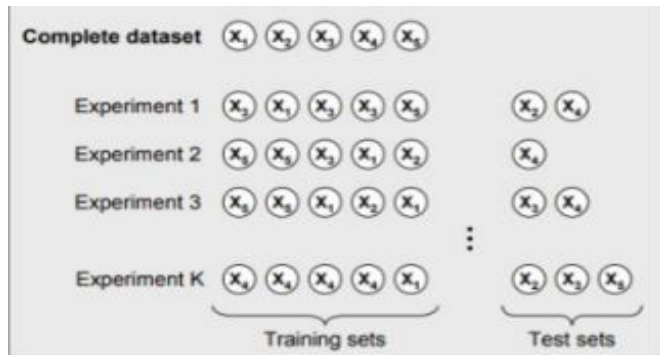 Complete dataset X₁ X₂ X₃ X₄ X₅
Experiment 1 X₃ X₁ X₃ X₃ X₅ X₂ X₄
Experiment 2 X₅ X₅ X₃ X₁ X₂ X₄
Experiment 3 X₅ X₅ X₁ X₂ X₁ X₃ X₄
Experiment K X₄ X₄ X₄ X₄ X₁ X₂ X₃ X₅
Training sets Test sets